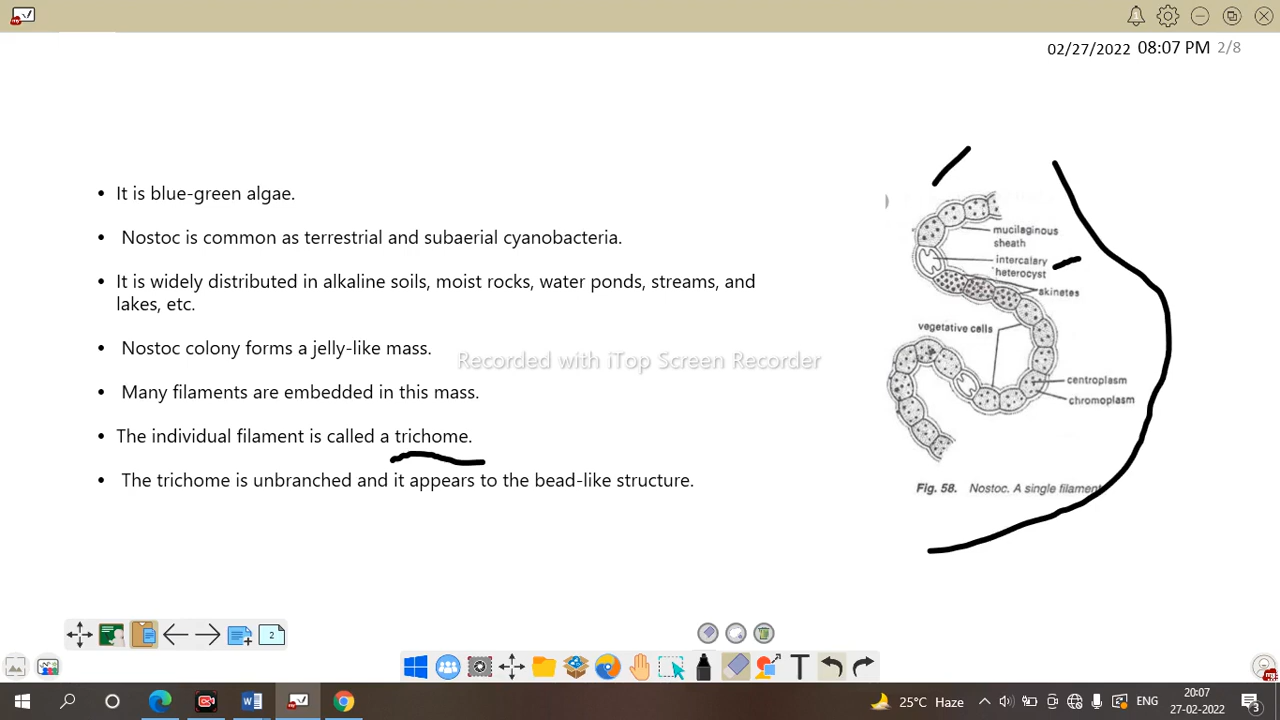 02/27/2022 08:07 PM 2/8
• It is blue-green algae.
• Nostoc is common as terrestrial and subaerial cyanobacteria.
• It is widely distributed in alkaline soils, moist rocks, water ponds, streams, and
lakes, etc.
• Nostoc colony forms a jelly-like mass.
Recorded with iTop Screen Recorder
• Many filaments are embedded in this mass.
• The individual filament is called a trichome.
• The trichome is unbranched and it appears to the bead-like structure.
mucilaginous
sheath
intercalary
heterocyst
skinetes
vegetative cells
centroplasm
chromoplasm
Fig. 58. Nostoc. A single filament
2
T
25°C Haze
ENG
20:07
27-02-2022
3